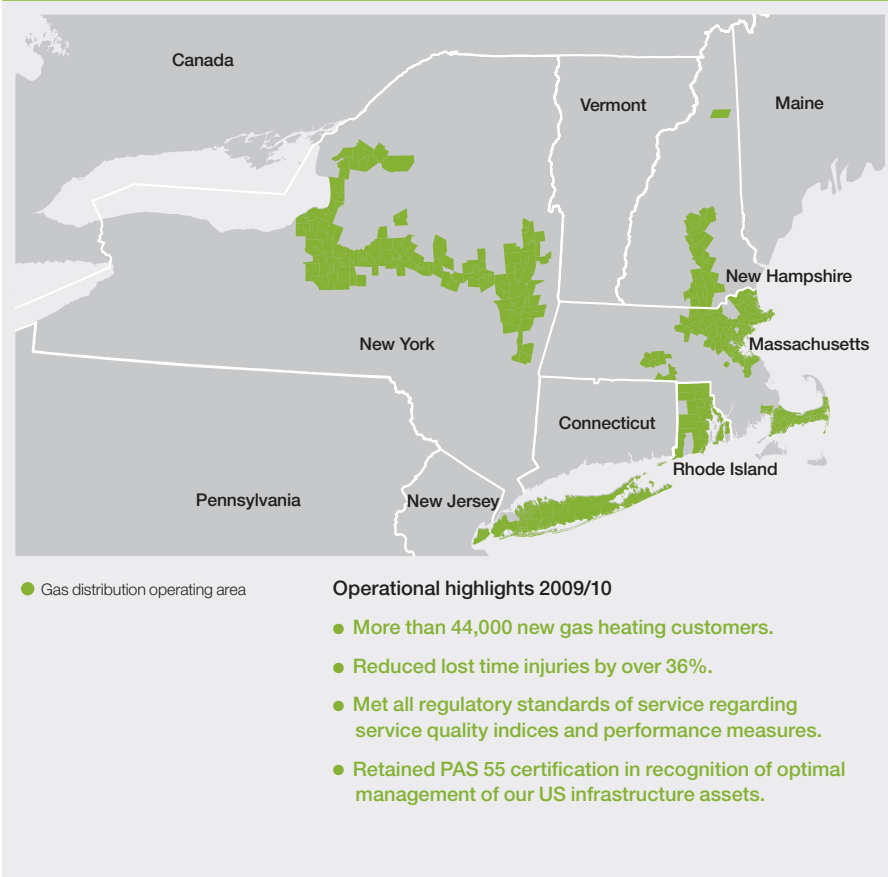 Canada
Vermont
Maine
New Hampshire
New York
Massachusetts
Connecticut
Rhode Island
Pennsylvania
New Jersey
Gas distribution operating area
Operational highlights 2009/10
• More than 44,000 new gas heating customers.
• Reduced lost time injuries by over 36%.
• Met all regulatory standards of service regarding
service quality indices and performance measures.
• Retained PAS 55 certification in recognition of optimal
management of our US infrastructure assets.